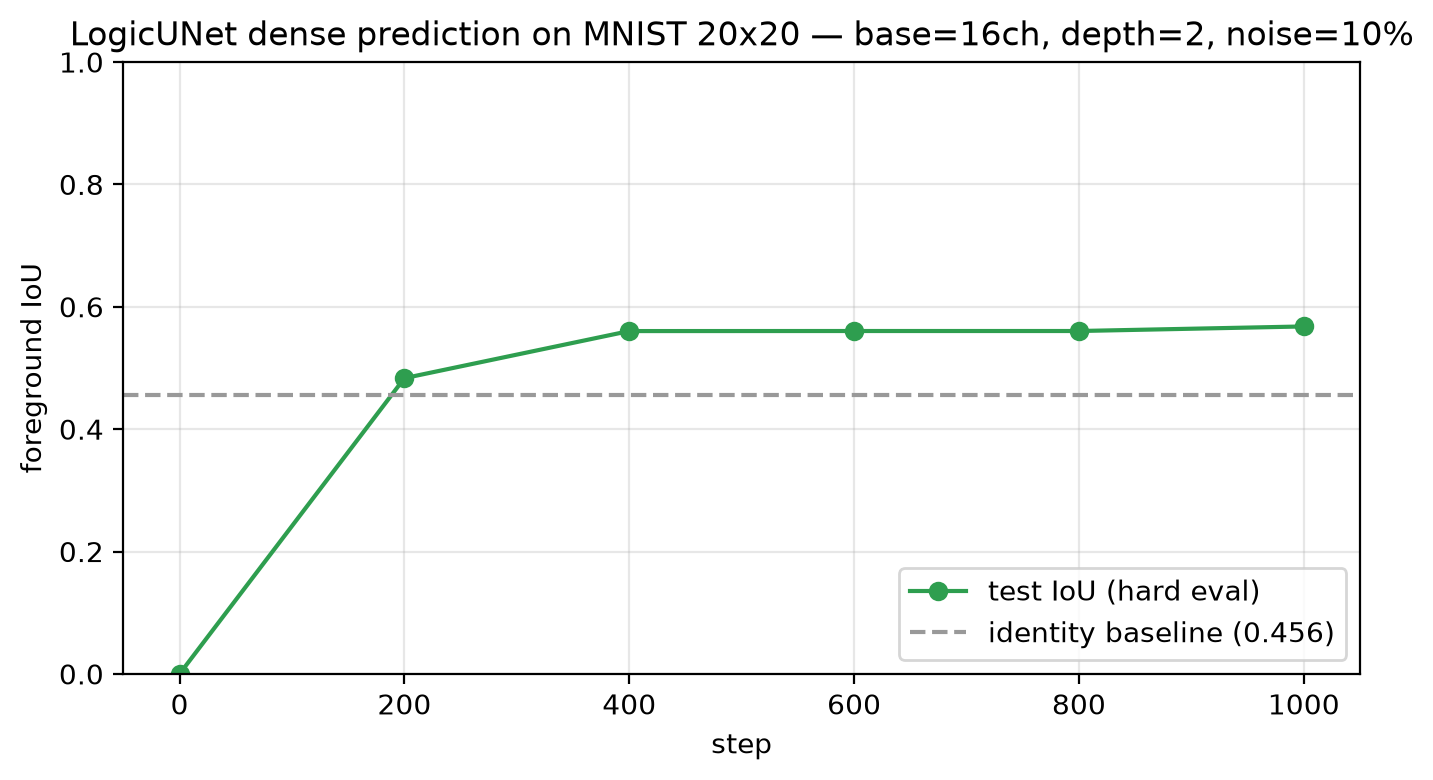 LogicUNet dense prediction on MNIST 20x20 — base=16ch, depth=2, noise=10%
1.0
0.8
0.6
0.4
0.2
0.0
foreground IoU
test IoU (hard eval)
identity baseline (0.456)
0 200 400 600 800 1000
step